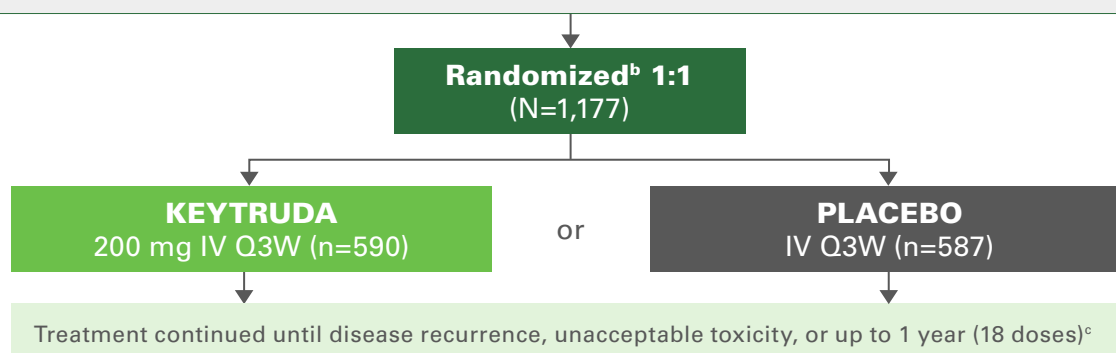 Randomizedᵇ 1:1
(N=1,177)
KEYTRUDA
200 mg IV Q3W (n=590)
or
PLACEBO
IV Q3W (n=587)
Treatment continued until disease recurrence, unacceptable toxicity, or up to 1 year (18 doses)ᶜ